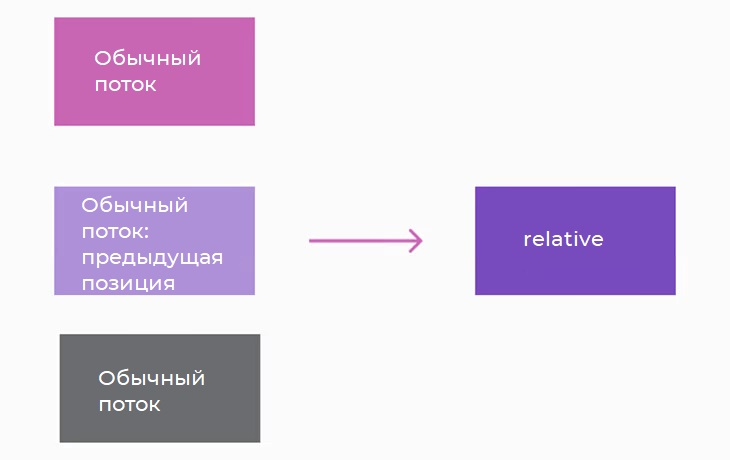 Обычный
поток
Обычный
поток:
предыдущая
позиция
relative
Обычный
поток